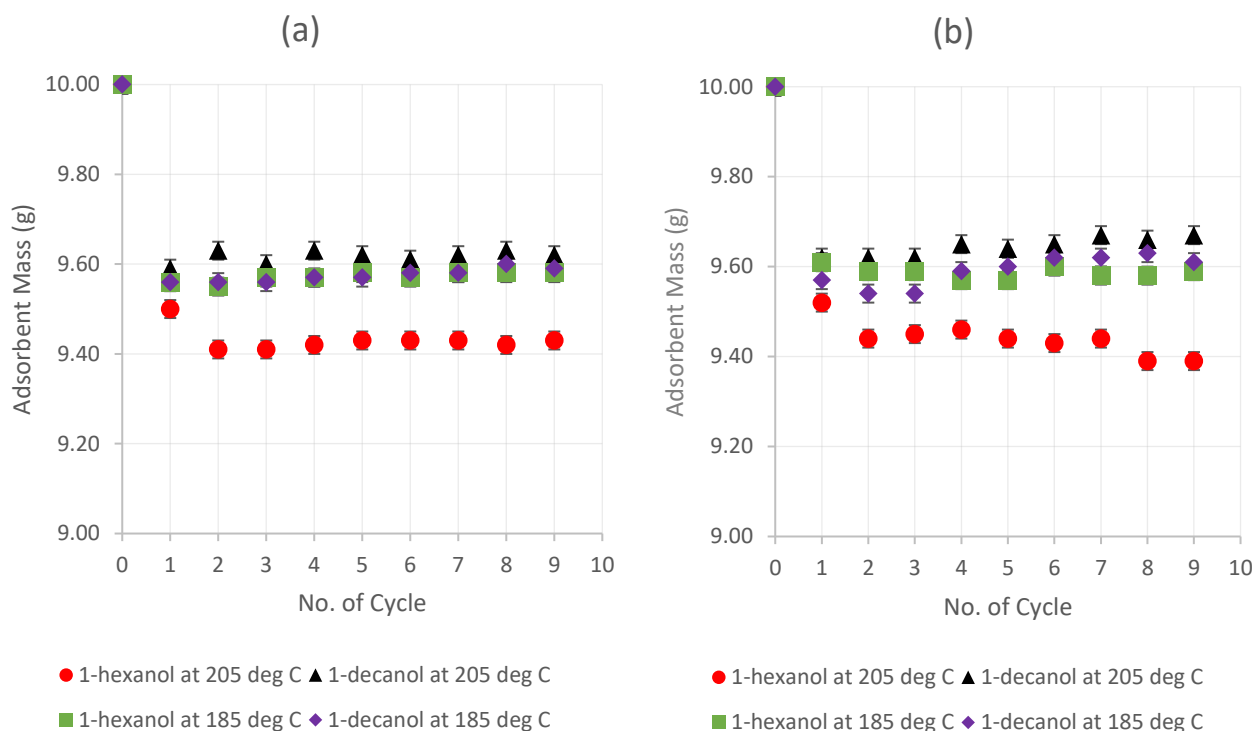 (a)
10.00
9.80
9.60
9.40
9.20
9.00
Adsorbent Mass (g)
0 1 2 3 4 5 6 7 8 9 10
No. of Cycle
1-hexanol at 205 deg C 1-decanol at 205 deg C
1-hexanol at 185 deg C 1-decanol at 185 deg C
(b)
10.00
9.80
9.60
9.40
9.20
9.00
Adsorbent Mass (g)
0 1 2 3 4 5 6 7 8 9 10
No. of Cycle
1-hexanol at 205 deg C 1-decanol at 205 deg C
1-hexanol at 185 deg C 1-decanol at 185 deg C